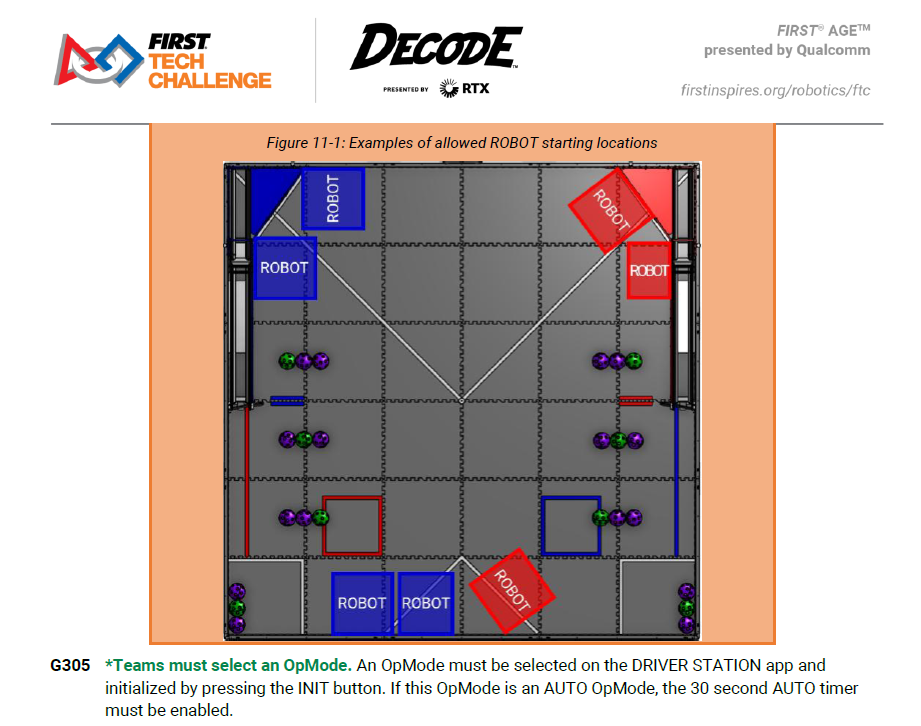 FIRST
TECH
CHALLENGE
DECODE™
PRESENTED BY RTX
FIRST® AGE™
presented by Qualcomm
firstinspires.org/robotics/ftc
Figure 11-1: Examples of allowed ROBOT starting locations
ROBOT
ROBOT
ROBOT
ROBOT
ROBOT
ROBOT
ROBOT
G305 *Teams must select an OpMode. An OpMode must be selected on the DRIVER STATION app and
initialized by pressing the INIT button. If this OpMode is an AUTO OpMode, the 30 second AUTO timer
must be enabled.